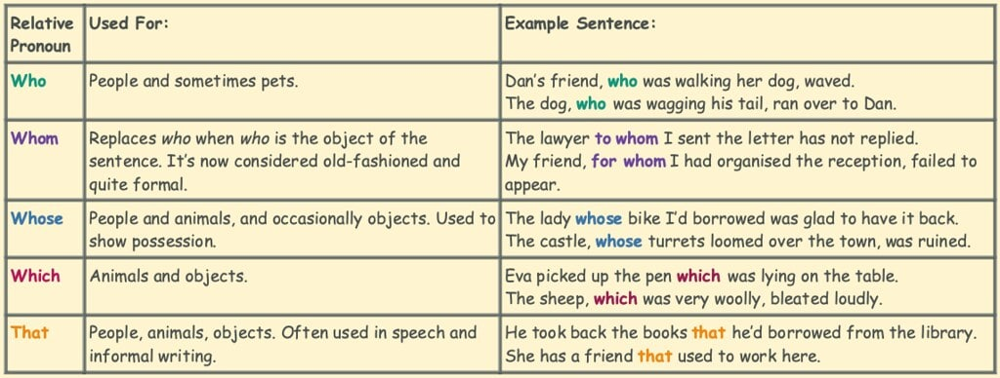 Relative Pronoun
Used For:
Example Sentence:
Who
People and sometimes pets.
Dan's friend, who was walking her dog, waved.
The dog, who was wagging his tail, ran over to Dan.
Whom
Replaces who when who is the object of the
sentence. It's now considered old-fashioned and
quite formal.
The lawyer to whom I sent the letter has not replied.
My friend, for whom I had organised the reception, failed to
appear.
Whose
People and animals, and occasionally objects. Used to
show possession.
The lady whose bike I'd borrowed was glad to have it back.
The castle, whose turrets loomed over the town, was ruined.
Which
Animals and objects.
Eva picked up the pen which was lying on the table.
The sheep, which was very woolly, bleated loudly.
That
People, animals, objects. Often used in speech and
informal writing.
He took back the books that he'd borrowed from the library.
She has a friend that used to work here.